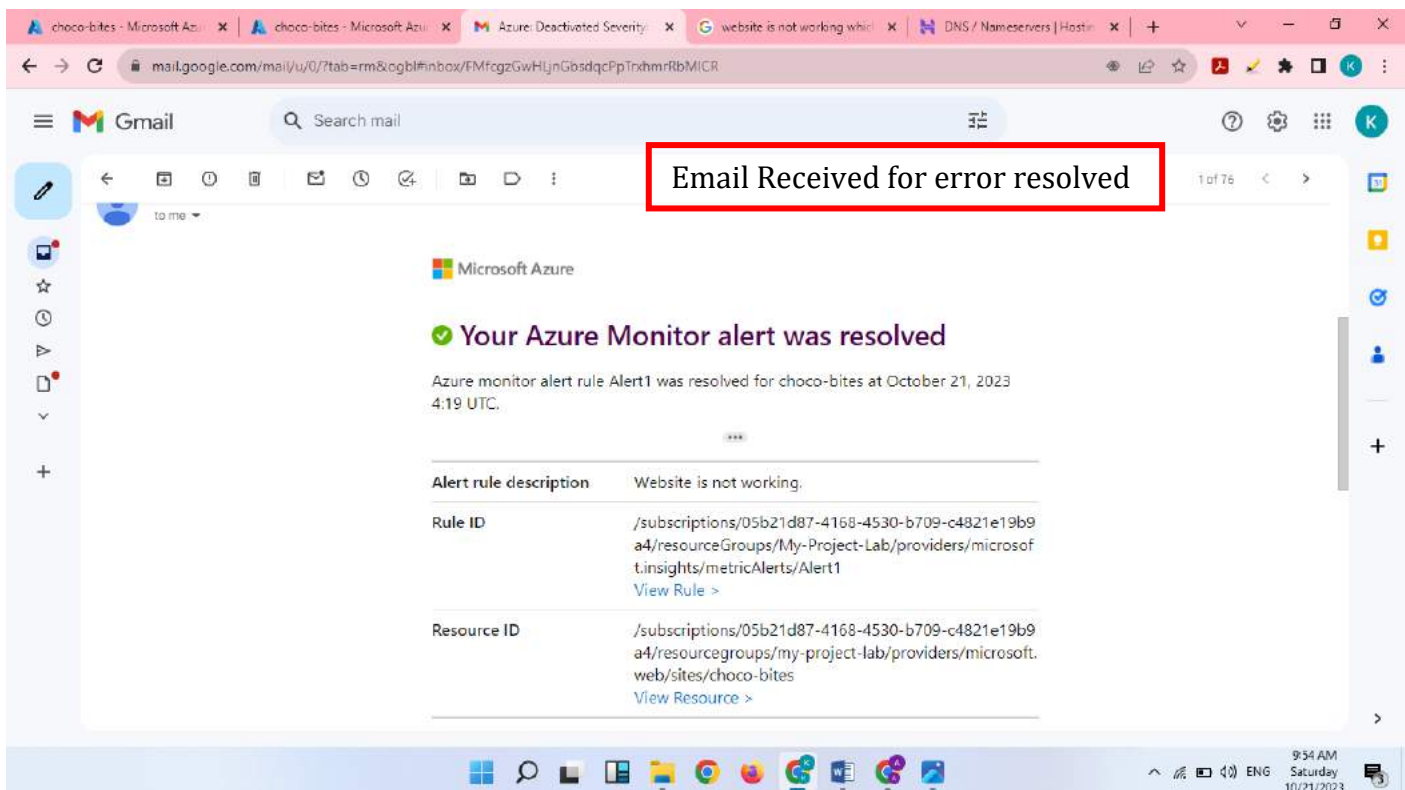 choco-bites - Microsoft Azu
choco-bites - Microsoft Azu
Azure: Deactivated Severity
website is not working whic
DNS / Nameservers | Hostin
mail.google.com/mail/u/0/?tab=rm&ogbl#inbox/FMfcgzGwHLjnGbsdqcPpTrxhmrRbMlCR
K
Gmail
Search mail
K
Email Received for error resolved
1 of 76
to me
31
Microsoft Azure
Your Azure Monitor alert was resolved
Azure monitor alert rule Alert1 was resolved for choco-bites at October 21, 2023
4:19 UTC.
Alert rule description Website is not working.
Rule ID /subscriptions/05b21d87-4168-4530-b709-c4821e19b9
a4/resourceGroups/My-Project-Lab/providers/microsof
t.insights/metricAlerts/Alert1
View Rule >
Resource ID /subscriptions/05b21d87-4168-4530-b709-c4821e19b9
a4/resourcegroups/my-project-lab/providers/microsoft.
web/sites/choco-bites
View Resource >
ENG
9:54 AM
Saturday
10/21/2023
3